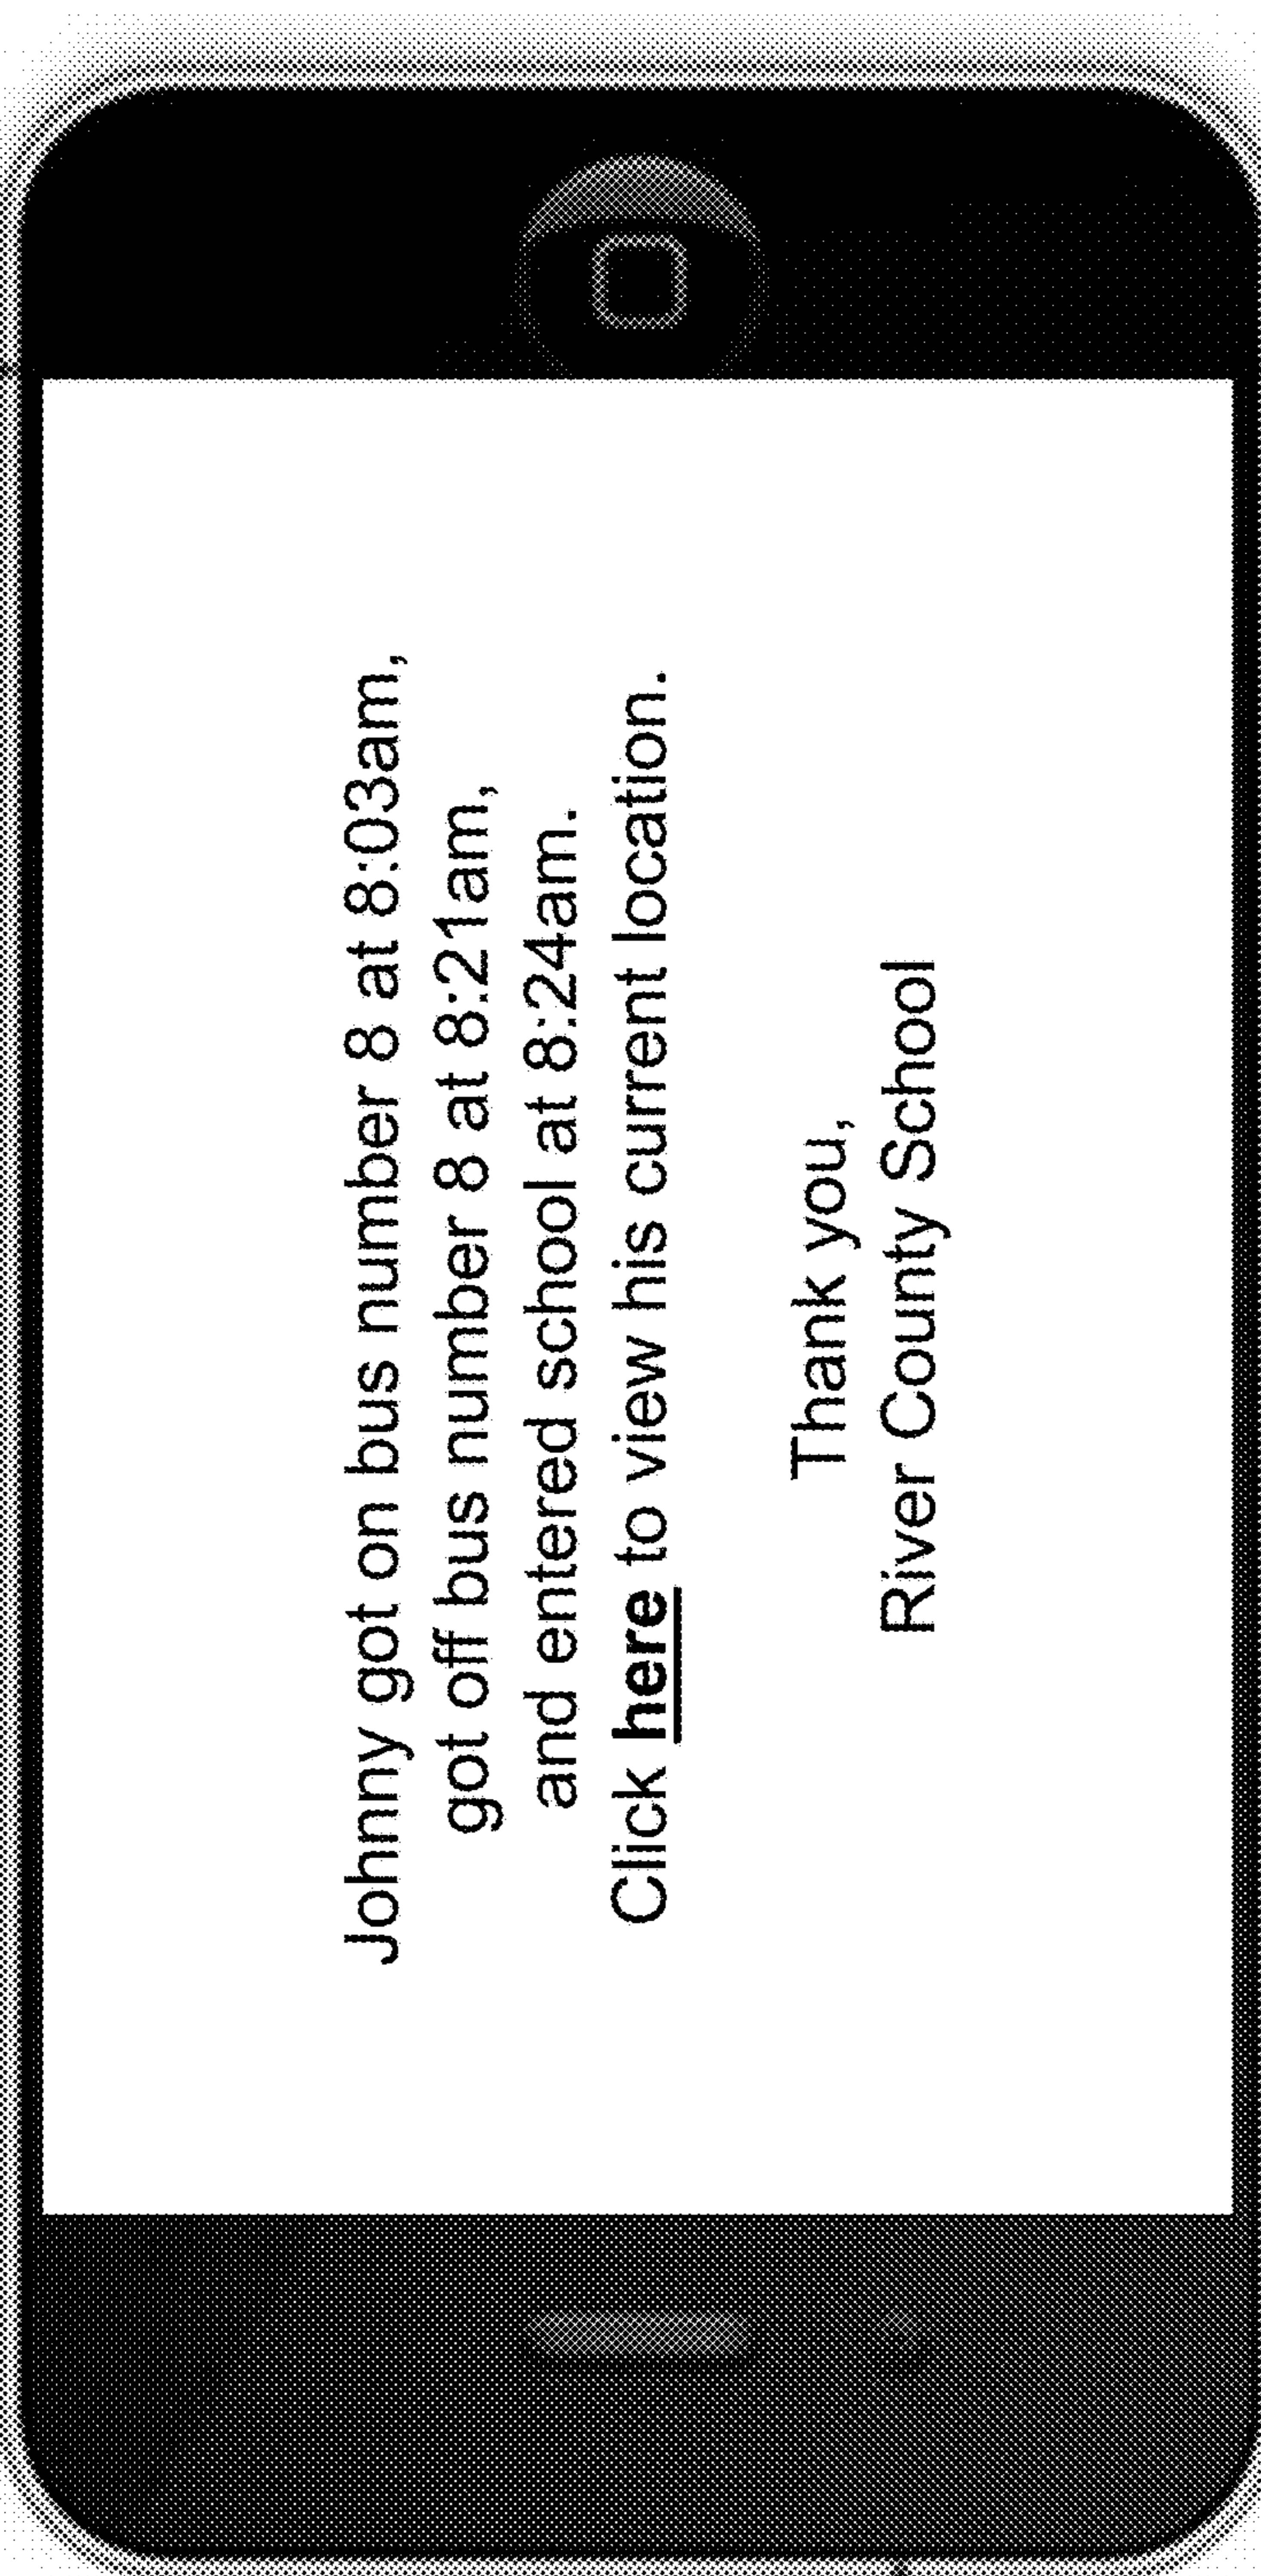 Johnny got on bus number 8 at 8:03am,
got off bus number 8 at 8:21am,
and entered school at 8:24am.
Click here to view his current location.
Thank you,
River County School